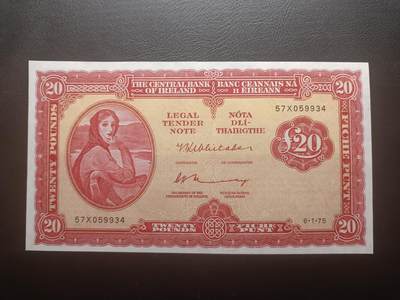 20
THE CENTRAL BANK OF IRELAND
BANC CEANNAIS NA H ÉIREANN
20
LEGAL TENDER NOTE
NÓTA DLÍ-THAIRGTHE
57X059934
£20
TWENTY POUNDS
FICHE PUNT
57X059934
20
TWENTY POUNDS
FICHE PUNT
6·1·75
20